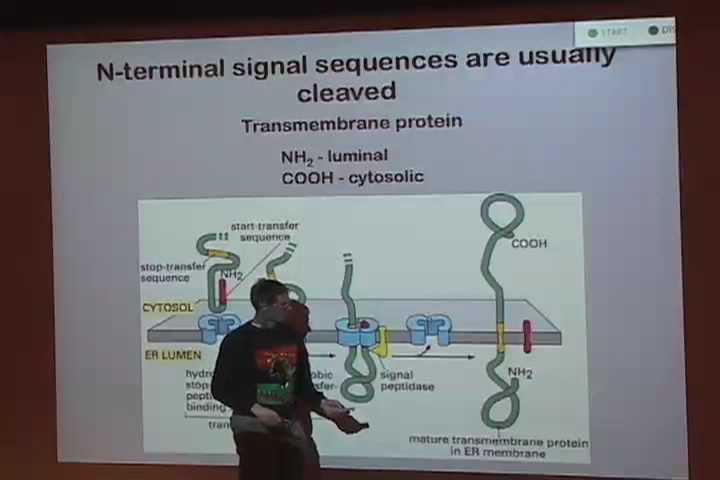 START
N-terminal signal sequences are usually
cleaved
Transmembrane protein
NH2 - luminal
COOH - cytosolic
start-transfer
sequence
stop-transfer
sequence
NH2
COOH
CYTOSOL
ER LUMEN
signal
peptidase
NH2
binding
mature transmembrane protein
in ER membrane